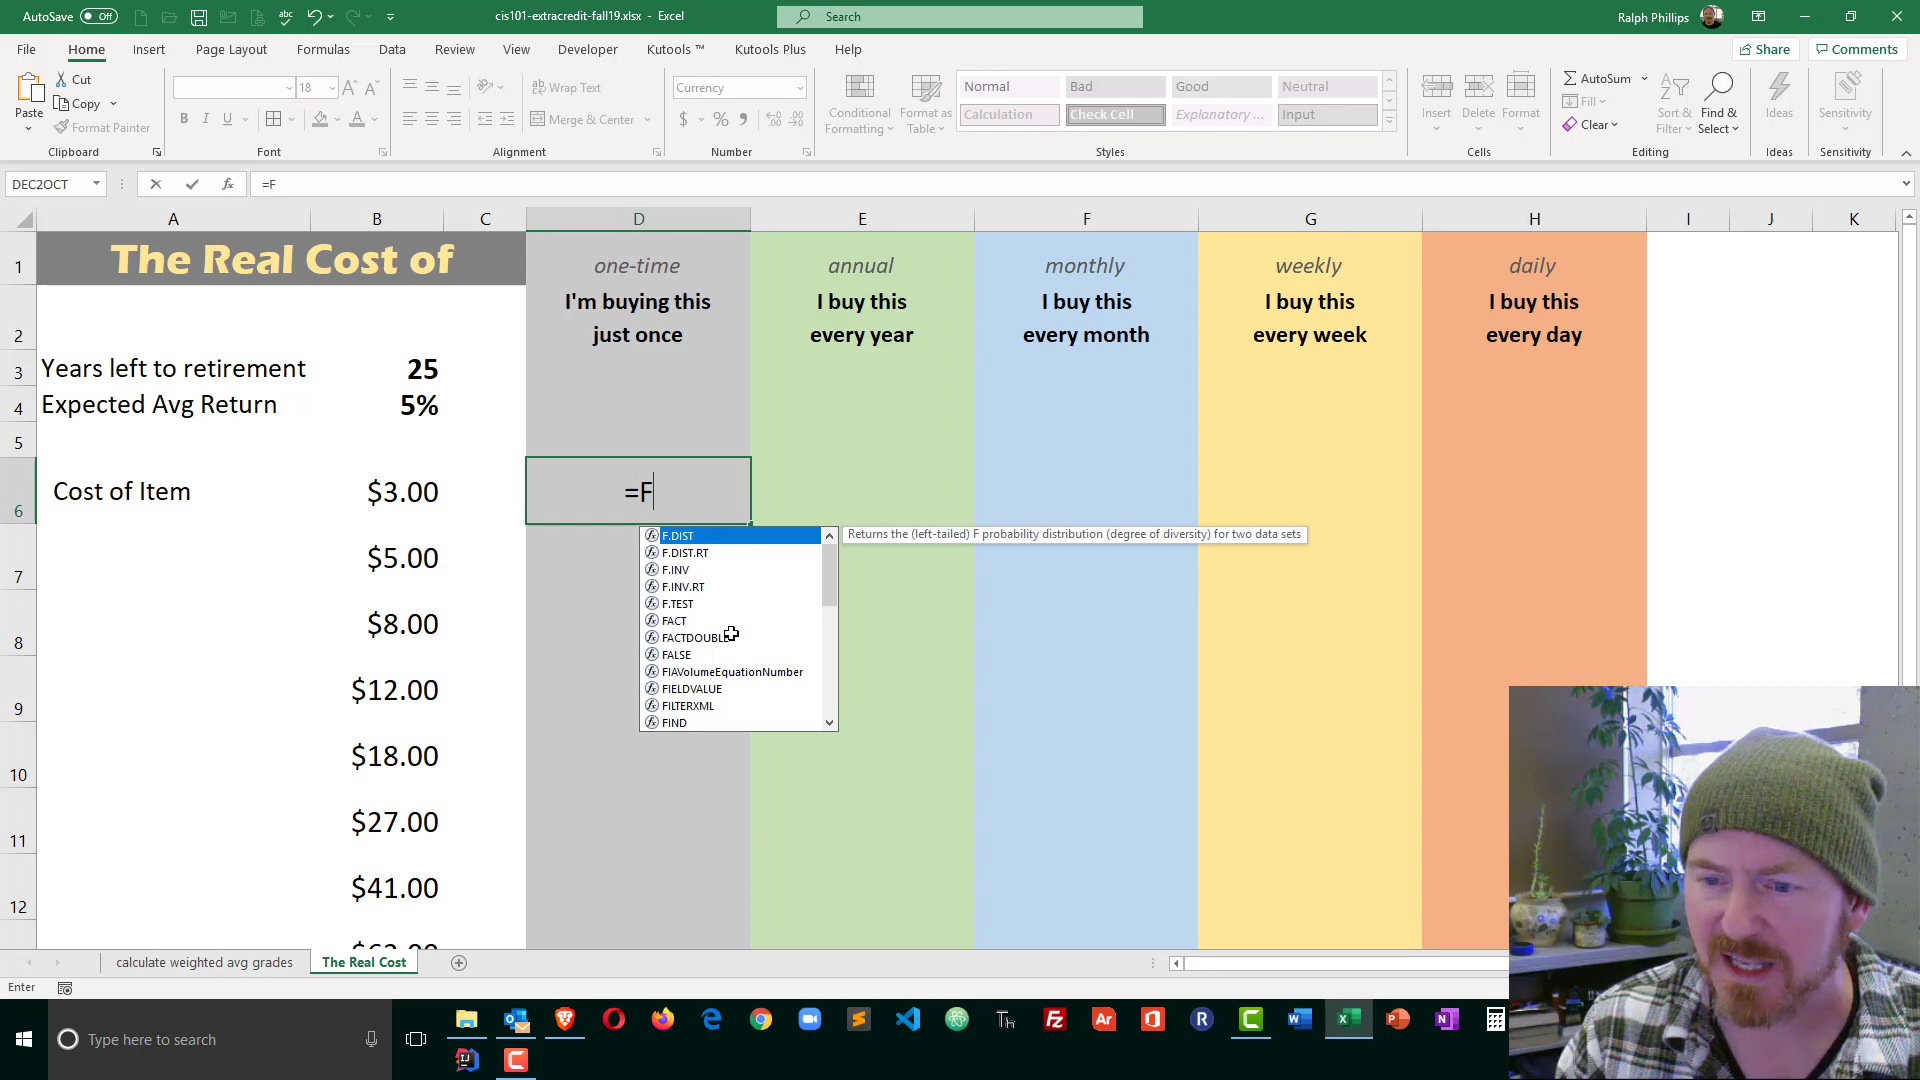 AutoSave Off
cis101-extracredit-fall19.xlsx - Excel
Search
Ralph Phillips
File Home Insert Page Layout Formulas Data Review View Developer Kutools ™ Kutools Plus Help
Share Comments
Paste
Cut
Copy
Format Painter
Clipboard
18
B I U
A A
Font
Wrap Text
Merge & Center
Alignment
Currency
$ % 9
Number
Conditional Formatting
Format as Table
Normal Bad Good Neutral
Calculation Check Cell Explanatory ... Input
Styles
Insert Delete Format
Cells
AutoSum
Fill
Clear
Sort & Filter
Find & Select
Editing
Ideas
Ideas
Sensitivity
Sensitivity
DEC2OCT
fx
=F
A B C D E F G H I J K
1 The Real Cost of one-time annual monthly weekly daily
I'm buying this I buy this I buy this I buy this I buy this
2 just once every year every month every week every day
3 Years left to retirement 25
4 Expected Avg Return 5%
5
6 Cost of Item $3.00 =F
F.DIST
Returns the (left-tailed) F probability distribution (degree of diversity) for two data sets
F.DIST.RT
F.INV
F.INV.RT
F.TEST
FACT
FACTDOUBLE
FALSE
FIAVolumeEquationNumber
FIELDVALUE
FILTERXML
FIND
7 $5.00
8 $8.00
9 $12.00
10 $18.00
11 $27.00
12 $41.00
calculate weighted avg grades The Real Cost
Enter
Type here to search